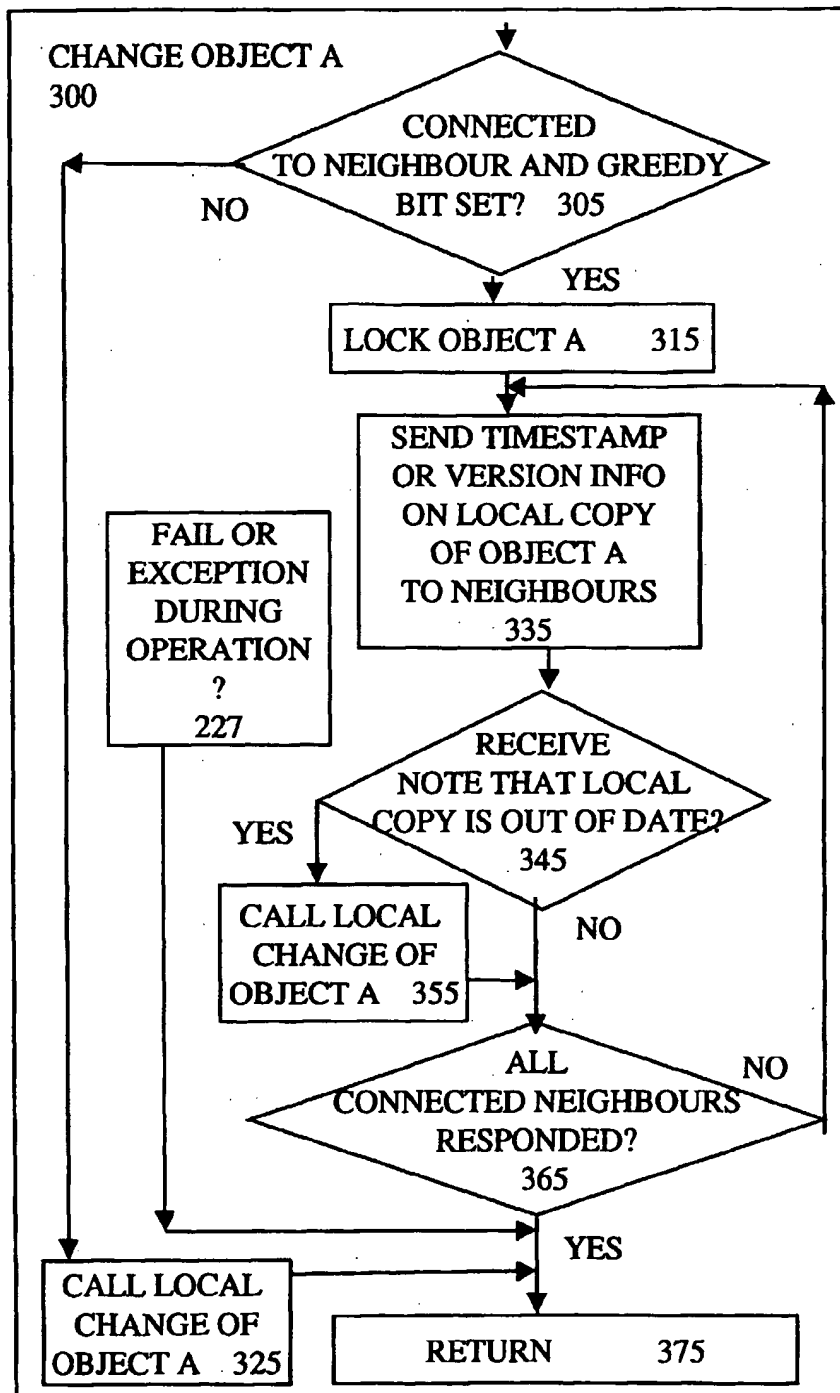 CHANGE OBJECT A
300
CONNECTED
TO NEIGHBOUR AND GREEDY
BIT SET? 305
NO
YES
LOCK OBJECT A 315
SEND TIMESTAMP
OR VERSION INFO
ON LOCAL COPY
OF OBJECT A
TO NEIGHBOURS
335
FAIL OR
EXCEPTION
DURING
OPERATION
?
227
RECEIVE
NOTE THAT LOCAL
COPY IS OUT OF DATE?
345
YES
NO
CALL LOCAL
CHANGE OF
OBJECT A 355
ALL
CONNECTED NEIGHBOURS
RESPONDED?
365
NO
YES
CALL LOCAL
CHANGE OF
OBJECT A 325
RETURN 375